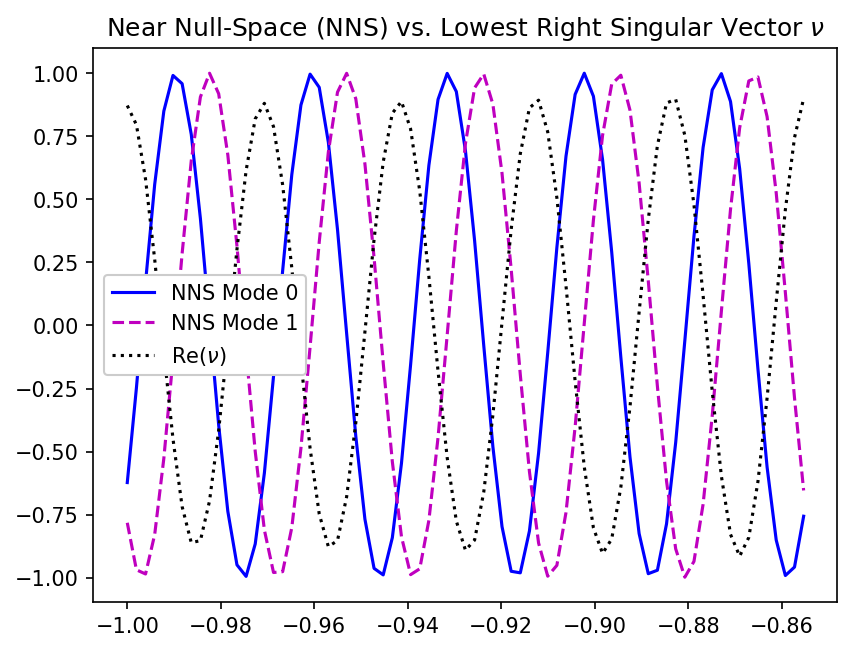 Near Null-Space (NNS) vs. Lowest Right Singular Vector ν
1.00
0.75
0.50
0.25
0.00
−0.25
−0.50
−0.75
−1.00
NNS Mode 0
NNS Mode 1
Re(ν)
−1.00 −0.98 −0.96 −0.94 −0.92 −0.90 −0.88 −0.86